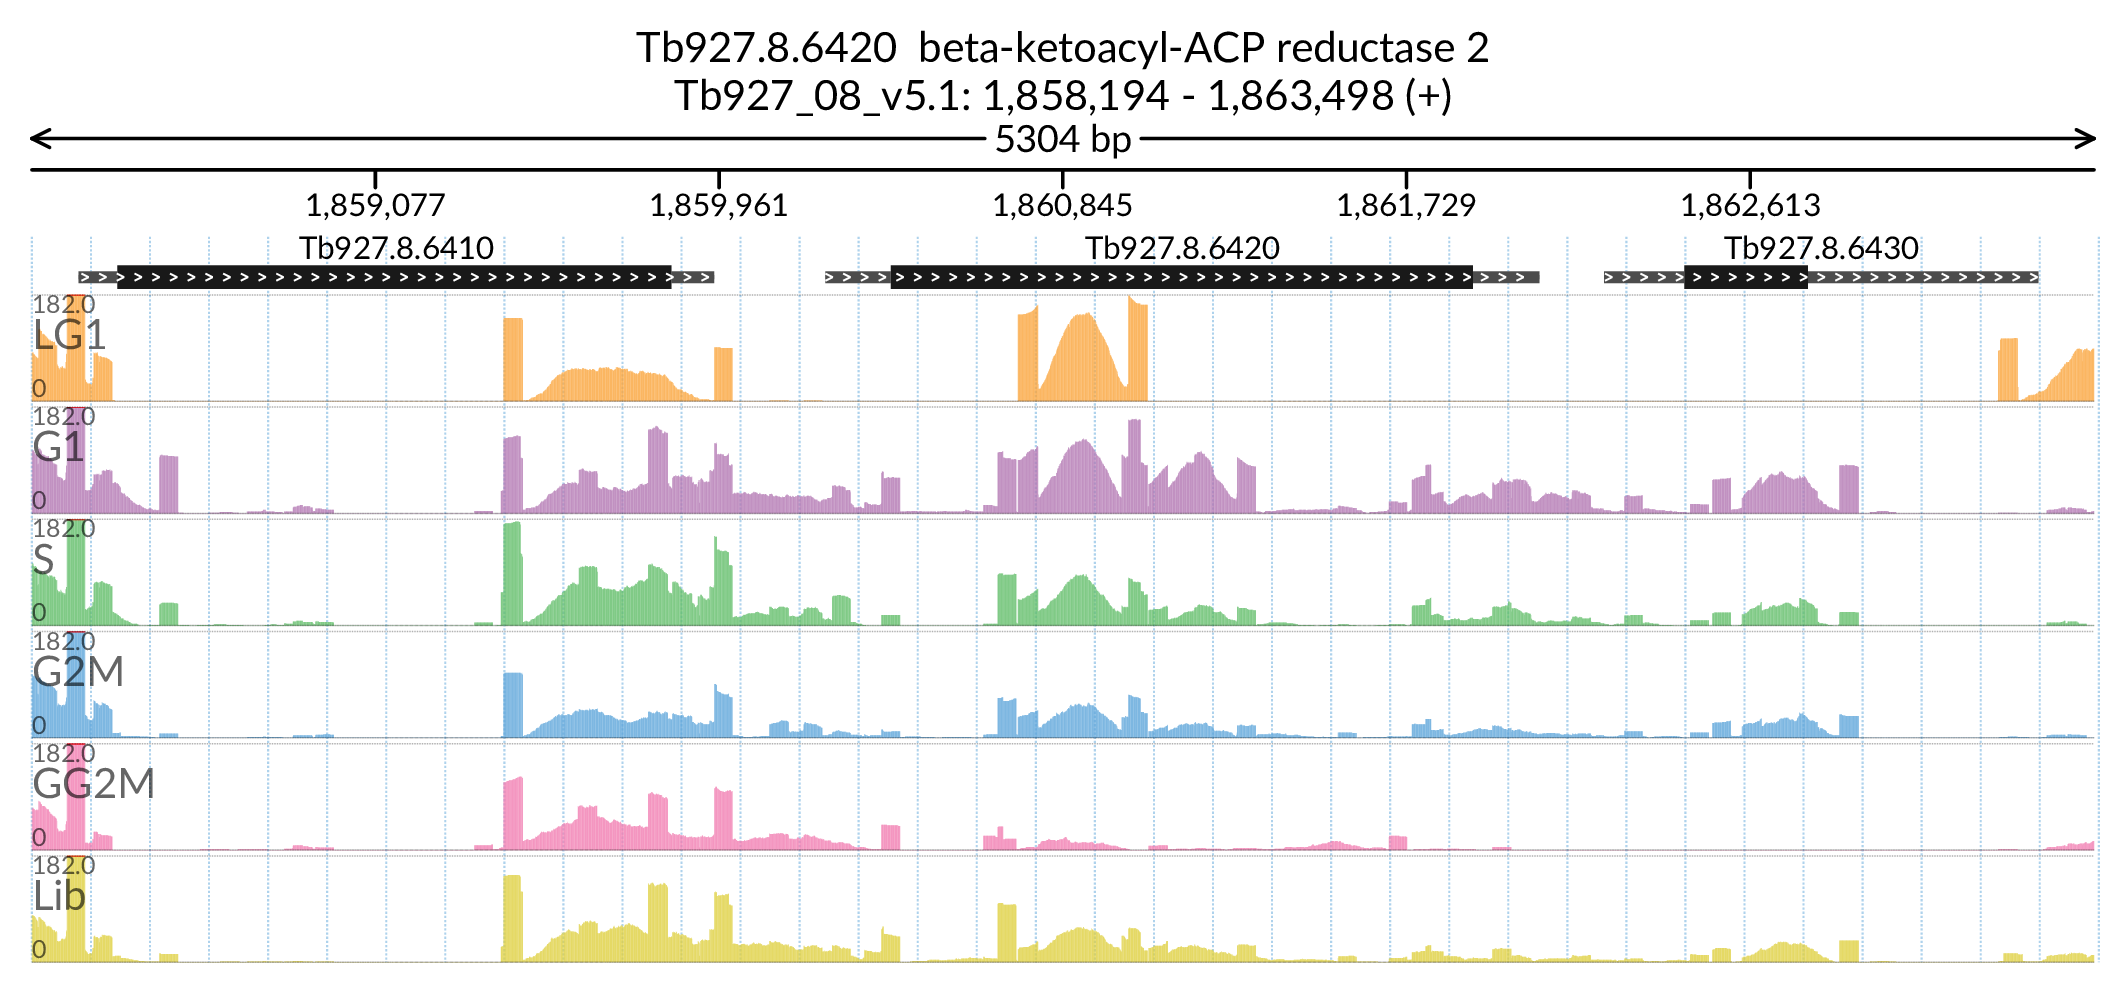 Tb927.8.6420 beta-ketoacyl-ACP reductase 2
Tb927_08_v5.1: 1,858,194 - 1,863,498 (+)
5304 bp
1,859,077 1,859,961 1,860,845 1,861,729 1,862,613
Tb927.8.6410 Tb927.8.6420 Tb927.8.6430
182.0
LG1
0
182.0
G1
0
182.0
S
0
182.0
G2M
0
182.0
GG2M
0
182.0
Lib
0